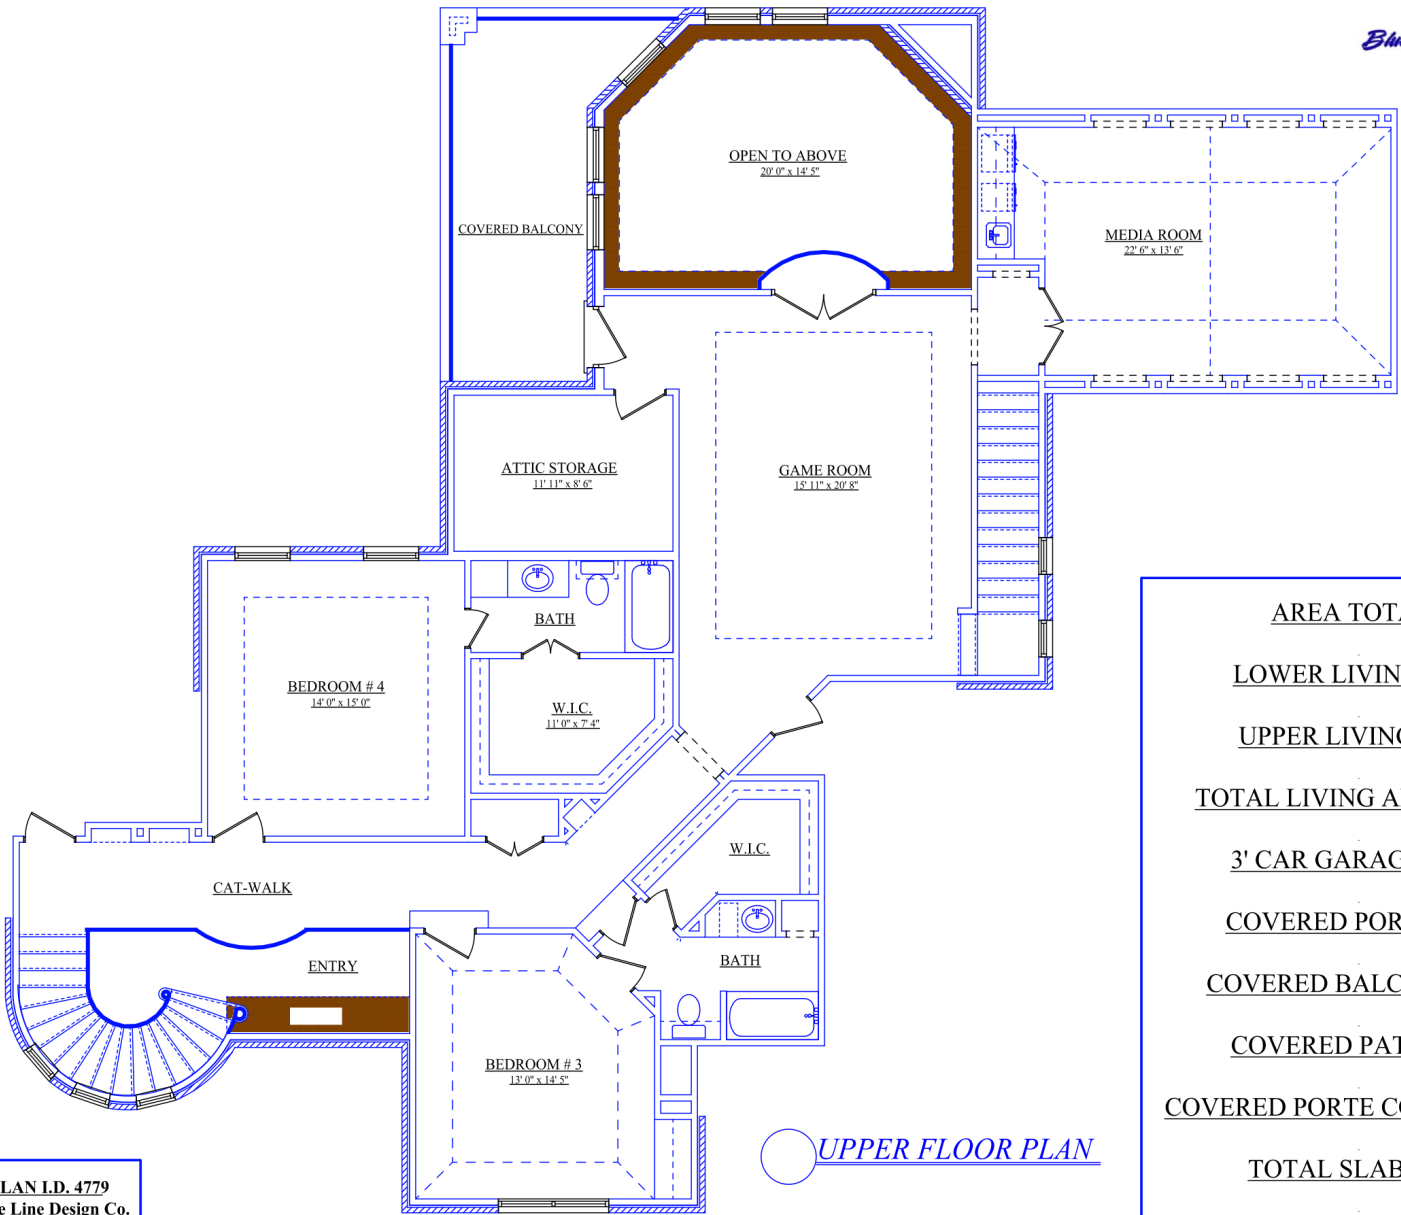 OPEN TO ABOVE
20' 0" x 14' 5"
COVERED BALCONY
MEDIA ROOM
22' 6" x 13' 6"
ATTIC STORAGE
11' 11" x 8' 6"
GAME ROOM
15' 11" x 20' 8"
BATH
BEDROOM # 4
14' 0" x 15' 0"
W.I.C.
11' 0" x 7' 4"
W.I.C.
CAT-WALK
ENTRY
BATH
BEDROOM # 3
13' 0" x 14' 5"
UPPER FLOOR PLAN
AREA TOTA
LOWER LIVIN
UPPER LIVING
TOTAL LIVING A
3' CAR GARAG
COVERED POR
COVERED BALC
COVERED PAT
COVERED PORTE C
TOTAL SLAB
LAN I.D. 4779
e Line Design Co.